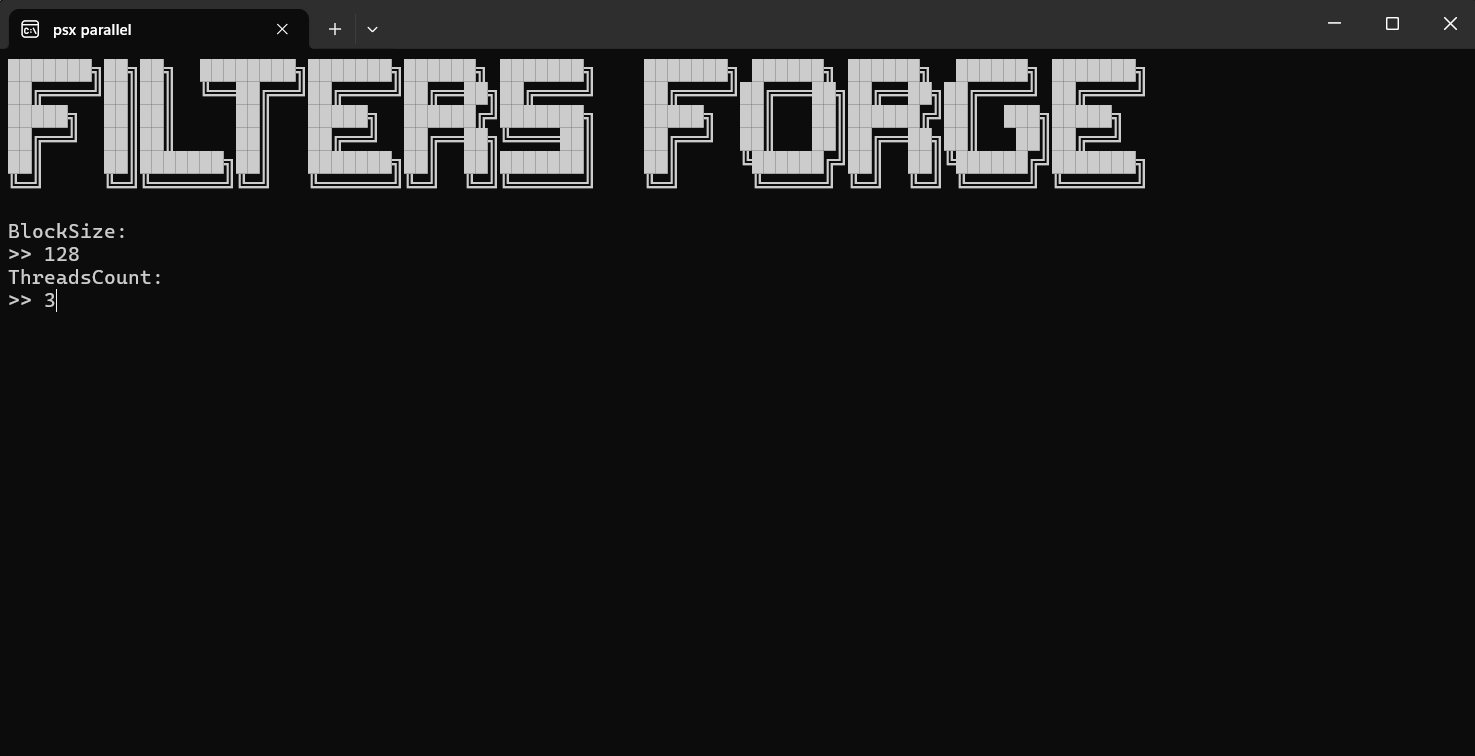 psx parallel
FILTERS FORGE
BlockSize:
>> 128
ThreadsCount:
>> 3